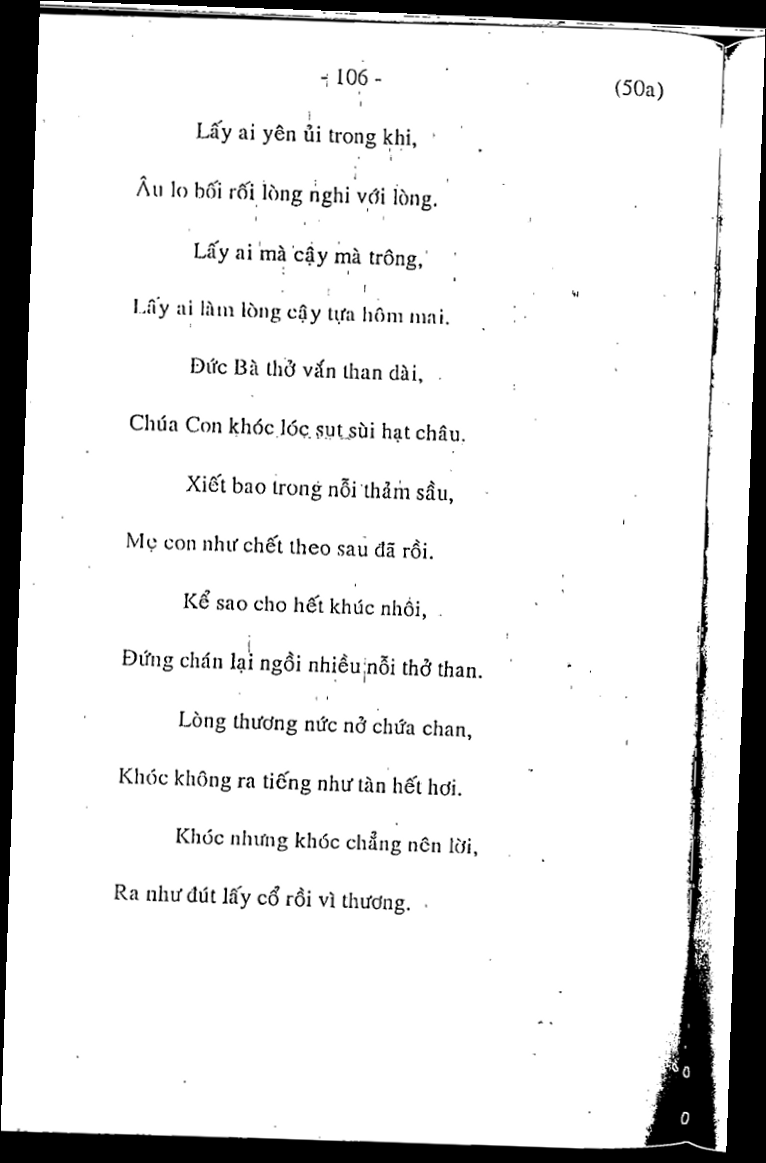 - 106 -
(50a)
Lấy ai yên ủi trong khi,
Âu lo bối rối lòng nghi với lòng.
Lấy ai mà cậy mà trông,
Lấy ai làm lòng cậy tựa hôm mai.
Đức Bà thở vắn than dài,
Chúa Con khóc lóc sụt sùi hạt châu.
Xiết bao trong nỗi thảm sầu,
Mẹ con như chết theo sau đã rồi.
Kể sao cho hết khúc nhồi,
Đứng chán lại ngồi nhiều nỗi thở than.
Lòng thương nức nở chứa chan,
Khóc không ra tiếng như tàn hết hơi.
Khóc nhưng khóc chẳng nên lời,
Ra như đút lấy cổ rồi vì thương.